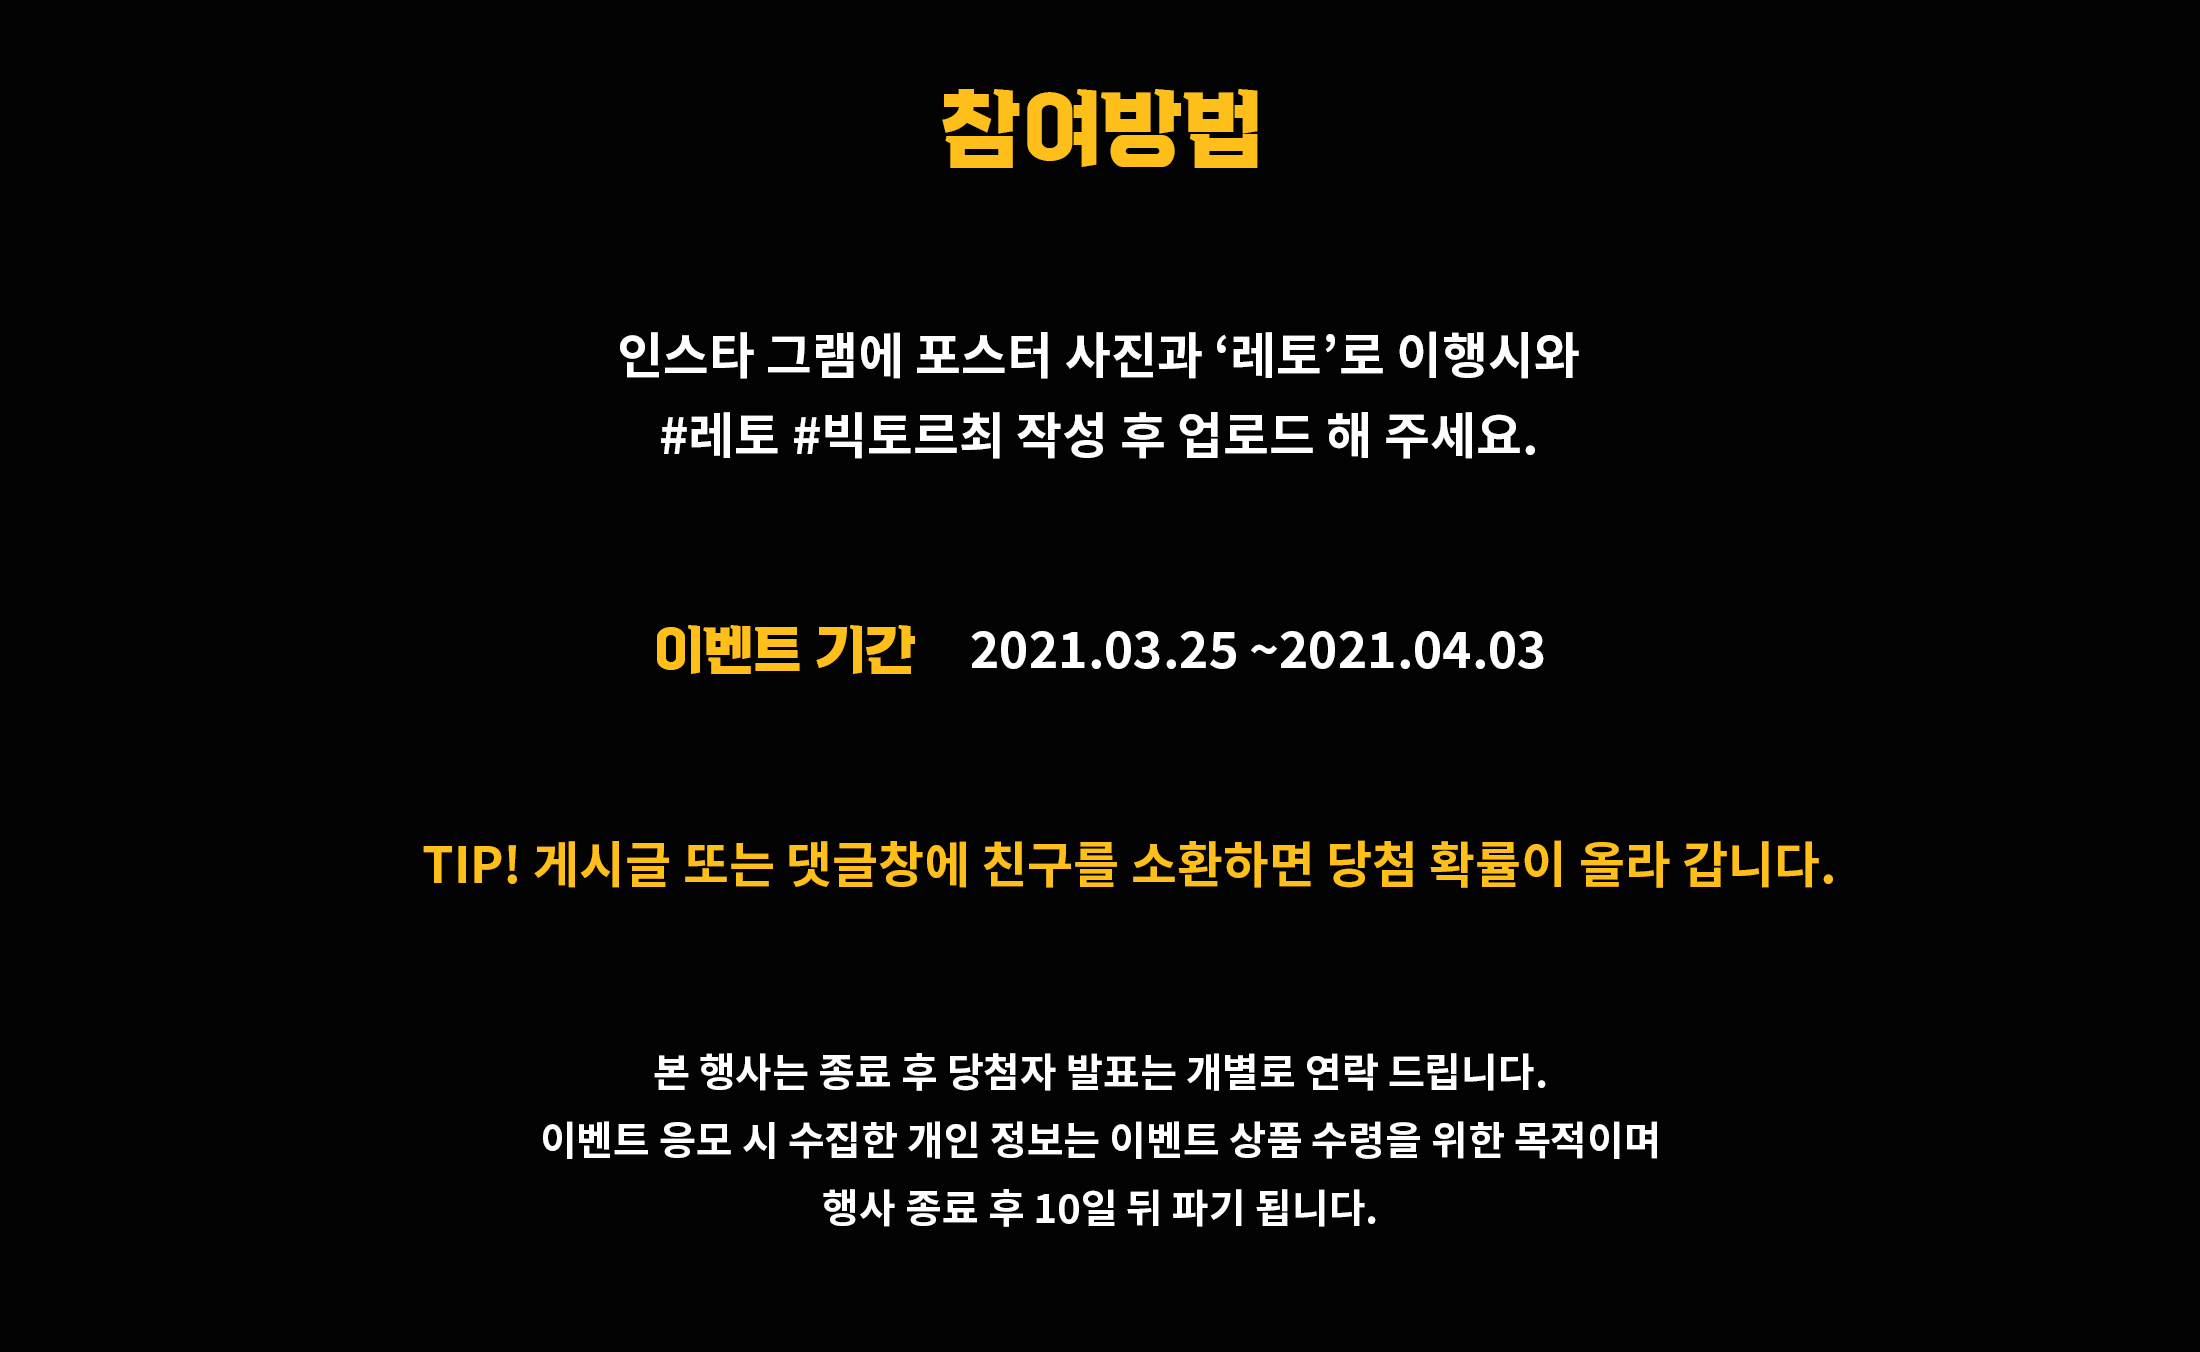 참여방법
인스타 그램에 포스터 사진과 ‘레토’로 이행시와
#레토 #빅토르최 작성 후 업로드 해 주세요.
이벤트 기간 2021.03.25 ~2021.04.03
TIP! 게시글 또는 댓글창에 친구를 소환하면 당첨 확률이 올라 갑니다.
본 행사는 종료 후 당첨자 발표는 개별로 연락 드립니다.
이벤트 응모 시 수집한 개인 정보는 이벤트 상품 수령을 위한 목적이며
행사 종료 후 10일 뒤 파기 됩니다.